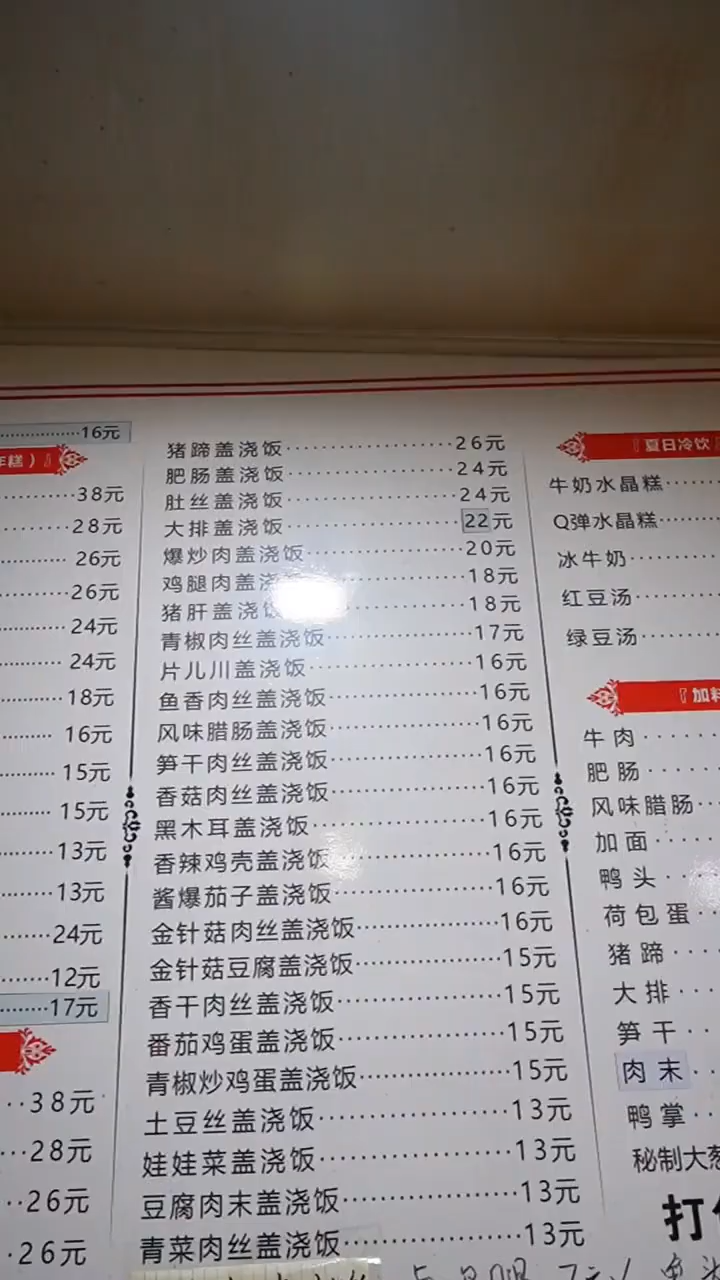 16元
年糕）』
38元
28元
26元
26元
24元
24元
18元
16元
15元
15元
13元
13元
24元
12元
17元
38元
28元
26元
26元
猪蹄盖浇饭 26元
肥肠盖浇饭 24元
肚丝盖浇饭 24元
大排盖浇饭 22元
爆炒肉盖浇饭 20元
鸡腿肉盖 18元
猪肝盖浇饭 18元
青椒肉丝盖浇饭 17元
片儿川盖浇饭 16元
鱼香肉丝盖浇饭 16元
风味腊肠盖浇饭 16元
笋干肉丝盖浇饭 16元
香菇肉丝盖浇饭 16元
黑木耳盖浇饭 16元
香辣鸡壳盖浇饭 16元
酱爆茄子盖浇饭 16元
金针菇肉丝盖浇饭 16元
金针菇豆腐盖浇饭 15元
香干肉丝盖浇饭 15元
番茄鸡蛋盖浇饭 15元
青椒炒鸡蛋盖浇饭 15元
土豆丝盖浇饭 13元
娃娃菜盖浇饭 13元
豆腐肉末盖浇饭 13元
青菜肉丝盖浇饭 13元
『夏日冷饮
牛奶水晶糕
Q弹水晶糕
冰牛奶
红豆汤
绿豆汤
『加料
牛肉
肥肠
风味腊肠
加面
鸭头
荷包蛋
猪蹄
大排
笋干
肉末
鸭掌
秘制大葱
打